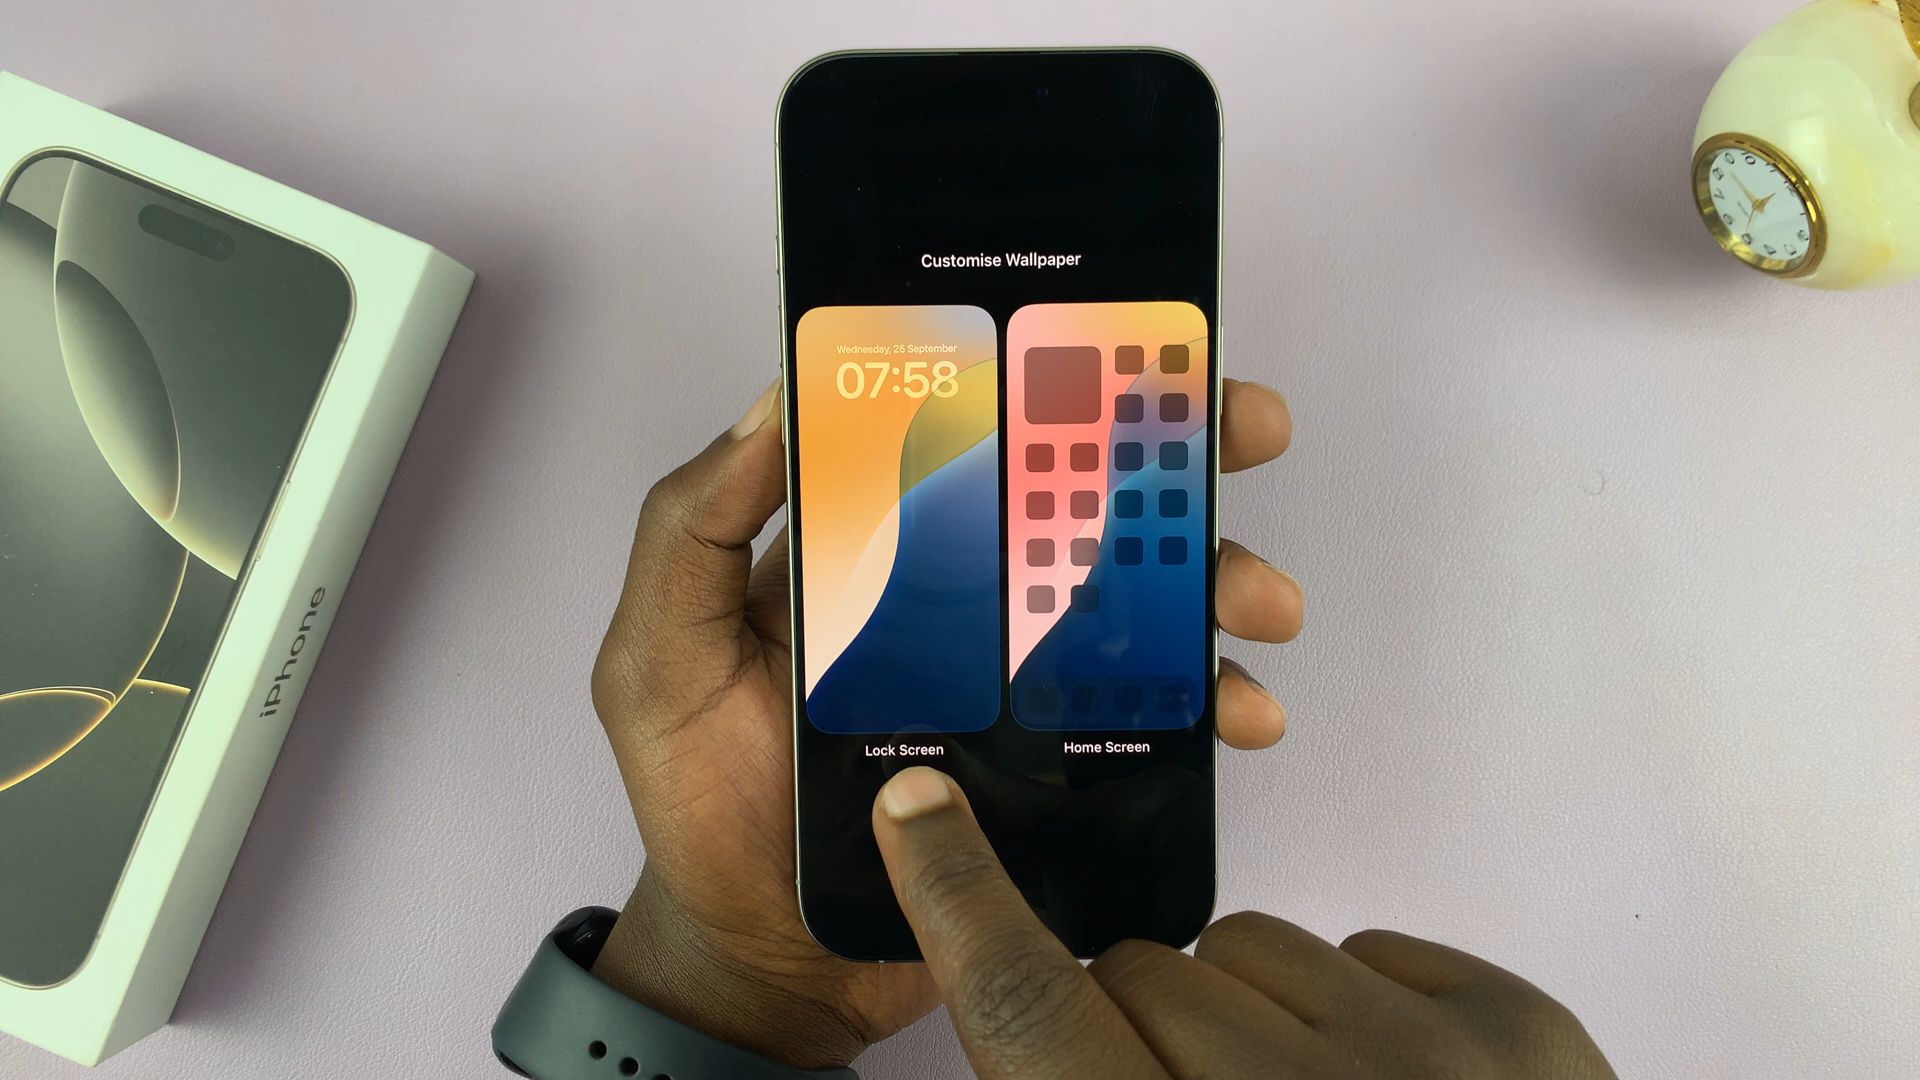 iPhone
Customise Wallpaper
Wednesday, 25 September
07:58
Lock Screen
Home Screen